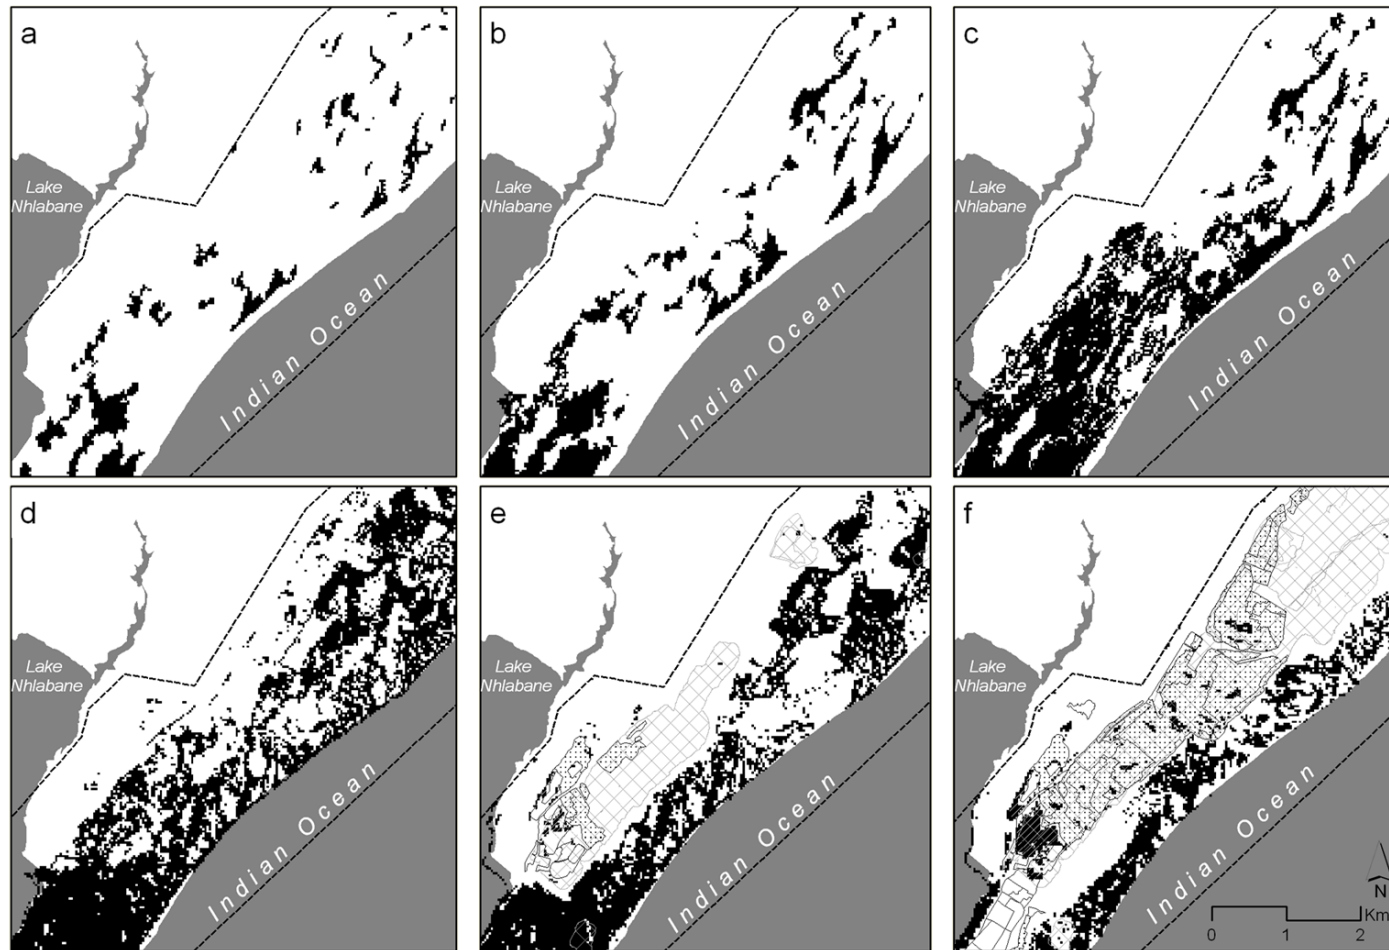 a
Lake
Nhlabane
Indian Ocean
b
Lake
Nhlabane
Indian Ocean
c
Lake
Nhlabane
Indian Ocean
d
Lake
Nhlabane
Indian Ocean
e
Lake
Nhlabane
Indian Ocean
f
Lake
Nhlabane
Indian Ocean
N
Km
0 1 2